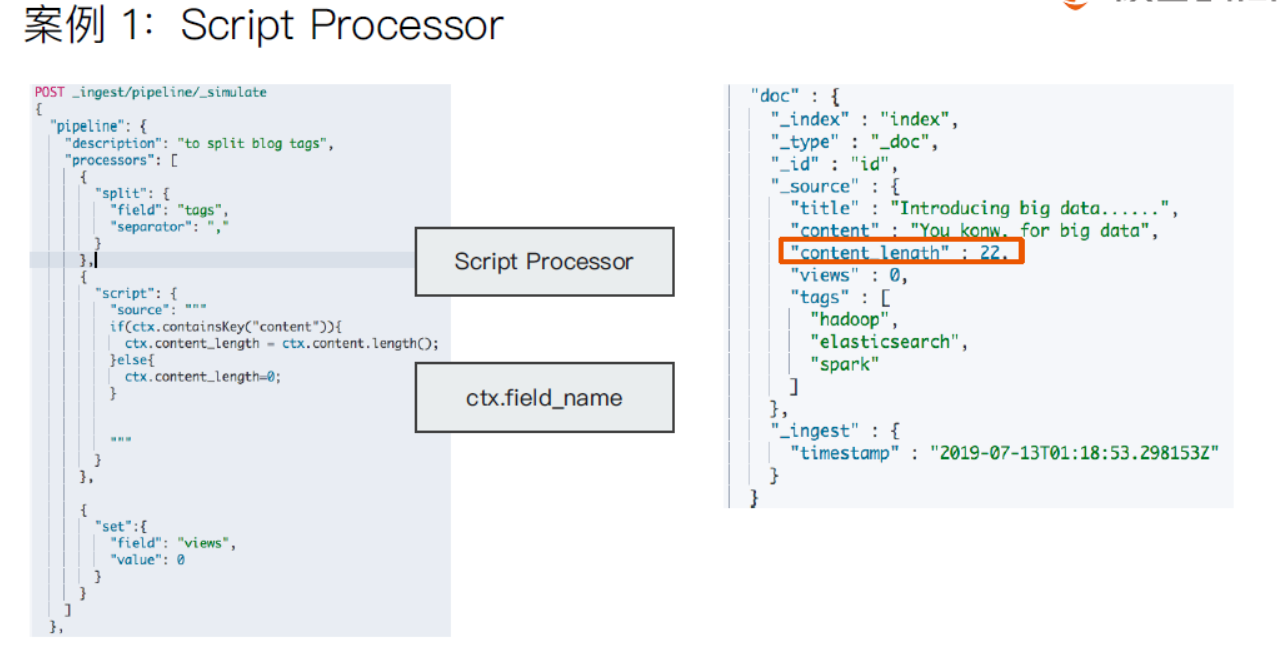 案例 1：Script Processor
POST _ingest/pipeline/_simulate
{
"pipeline": {
"description": "to split blog tags",
"processors": [
{
"split": {
"field": "tags",
"separator": ","
}
},
{
"script": {
"source": """
if(ctx.containsKey("content")){
ctx.content_length = ctx.content.length();
}else{
ctx.content_length=0;
}
"""
}
},
{
"set":{
"field": "views",
"value": 0
}
}
]
},
Script Processor
ctx.field_name
"doc" : {
"_index" : "index",
"_type" : "_doc",
"_id" : "id",
"_source" : {
"title" : "Introducing big data......",
"content" : "You konw, for big data",
"content_length" : 22,
"views" : 0,
"tags" : [
"hadoop",
"elasticsearch",
"spark"
]
},
"_ingest" : {
"timestamp" : "2019-07-13T01:18:53.298153Z"
}
}